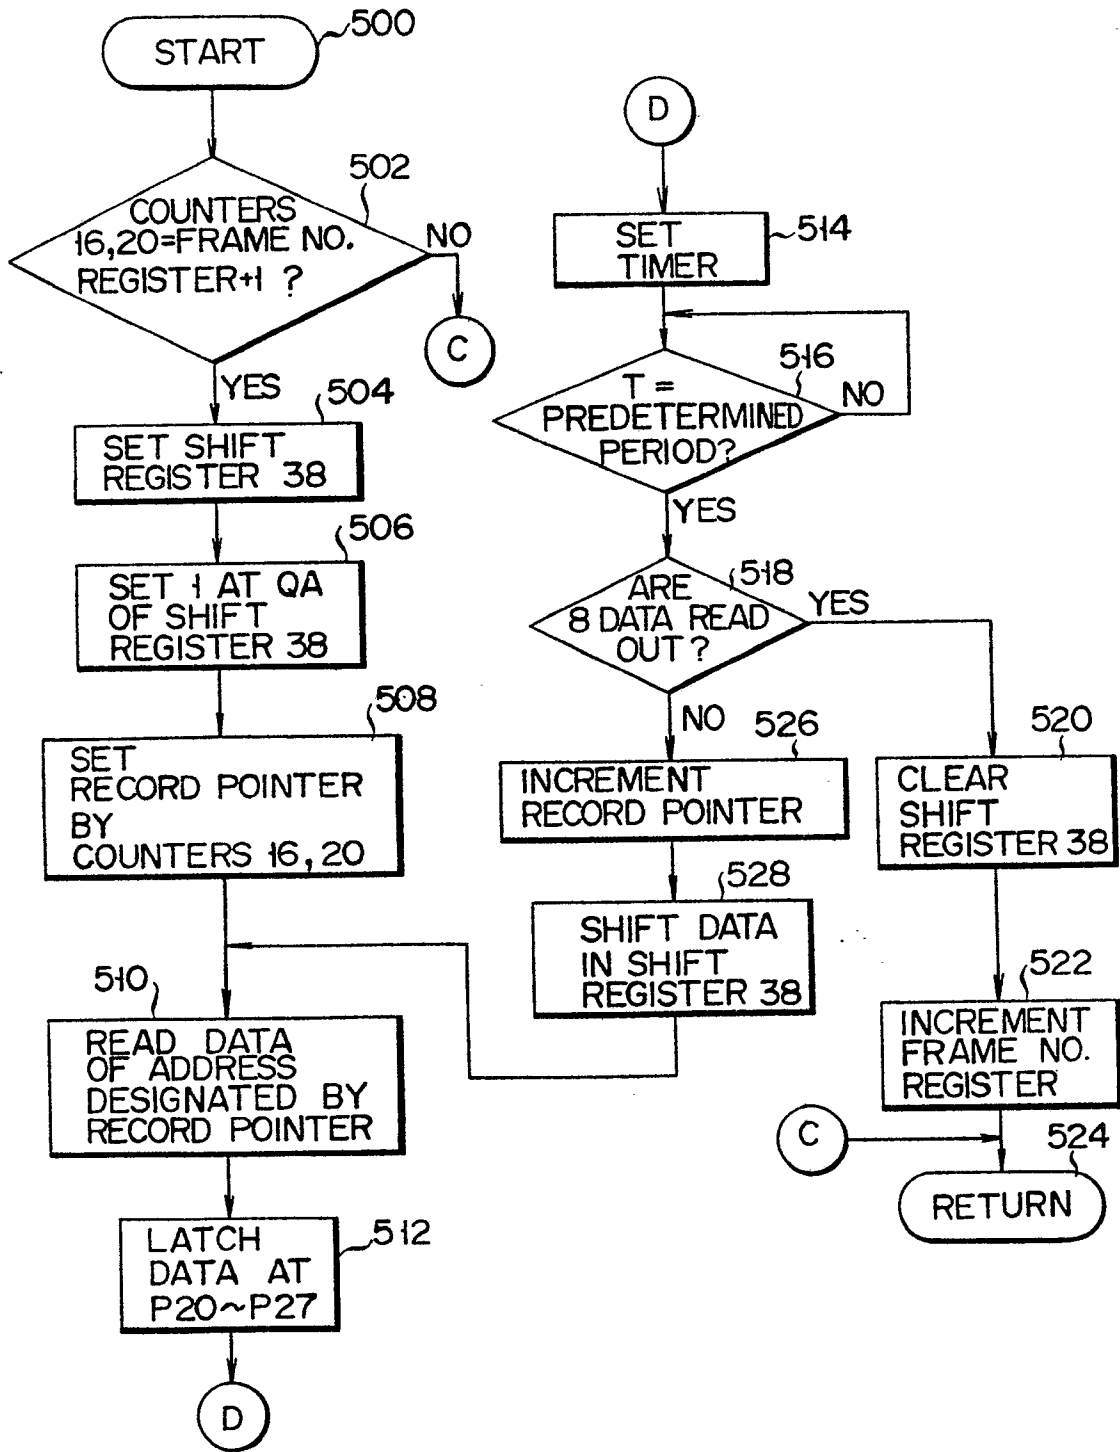 500
START
502
COUNTERS
16,20=FRAME NO.
REGISTER+1 ?
NO
C
YES
504
SET SHIFT
REGISTER 38
506
SET 1 AT QA
OF SHIFT
REGISTER 38
508
SET
RECORD POINTER
BY
COUNTERS 16,20
510
READ DATA
OF ADDRESS
DESIGNATED BY
RECORD POINTER
512
LATCH
DATA AT
P20~P27
D
D
514
SET
TIMER
516
T =
PREDETERMINED
PERIOD?
NO
YES
518
ARE
8 DATA READ
OUT?
YES
NO
526
INCREMENT
RECORD POINTER
528
SHIFT DATA
IN SHIFT
REGISTER 38
520
CLEAR
SHIFT
REGISTER 38
522
INCREMENT
FRAME NO.
REGISTER
C
524
RETURN